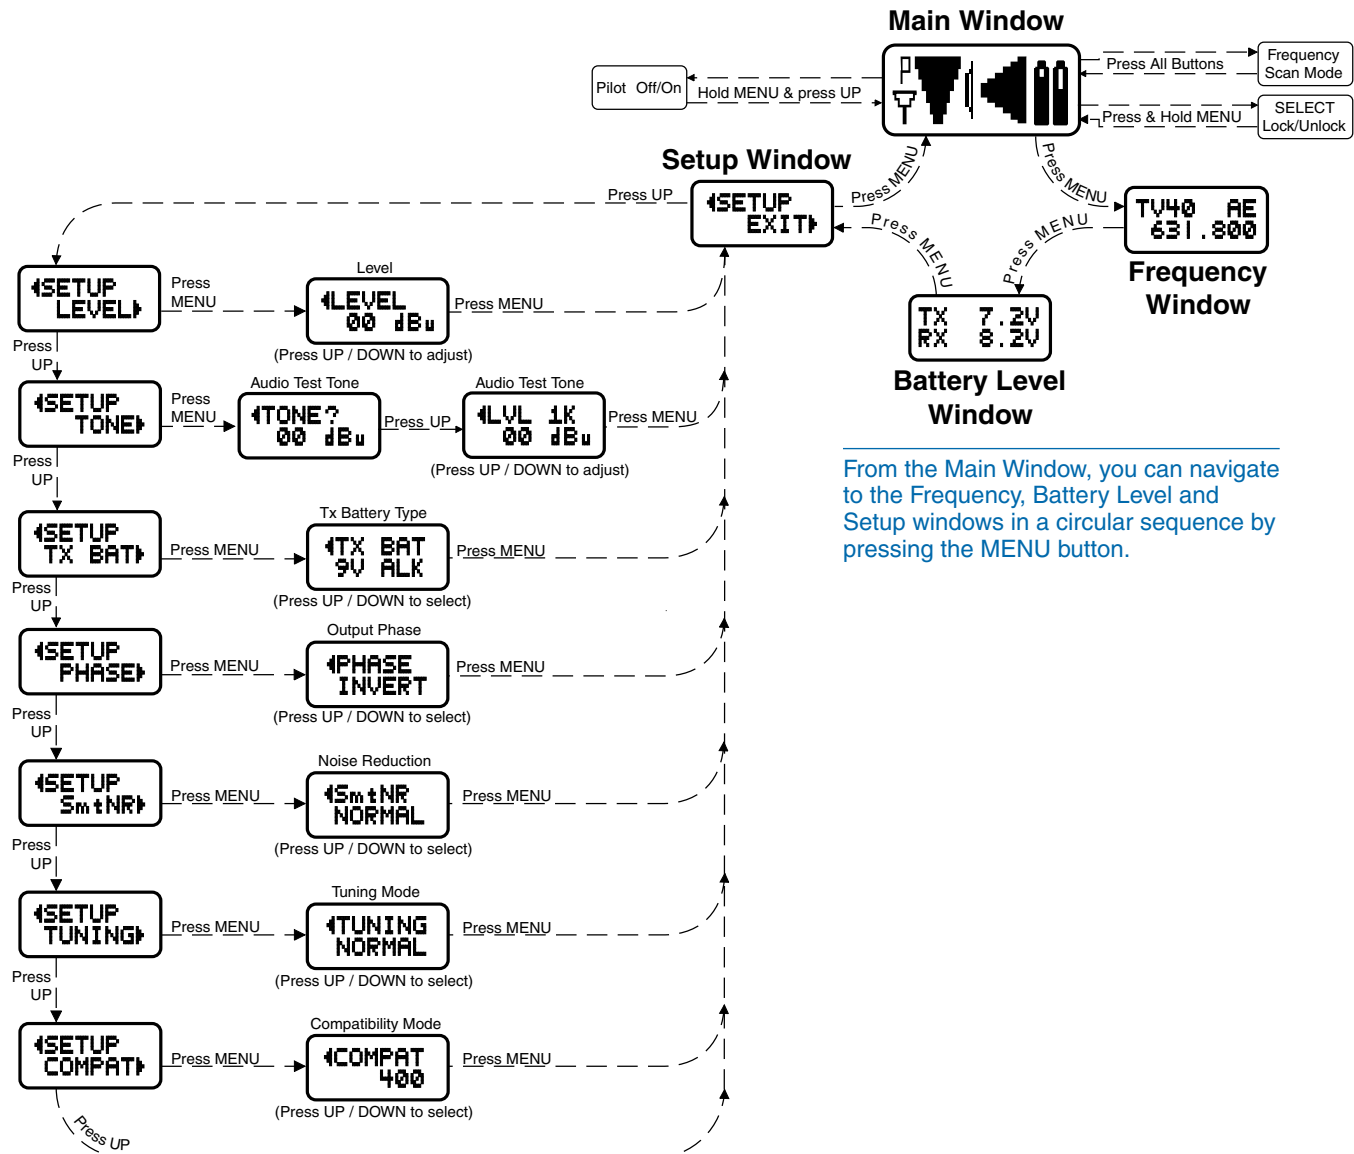 Main Window
Pilot Off/On
Hold MENU & press UP
Press All Buttons
Frequency
Scan Mode
Press & Hold MENU
SELECT
Lock/Unlock
P
T
Setup Window
Press MENU
Press MENU
Press UP
SETUP
EXIT
Press MENU
Press MENU
TV40 AE
631.800
Frequency
Window
TX 7.2V
RX 8.2V
Battery Level
Window
From the Main Window, you can navigate
to the Frequency, Battery Level and
Setup windows in a circular sequence by
pressing the MENU button.
SETUP
LEVEL
Press
MENU
Level
LEVEL
00 dBu
(Press UP / DOWN to adjust)
Press MENU
Press
UP
SETUP
TONE
Press
MENU
Audio Test Tone
TONE?
00 dBu
Press UP
Audio Test Tone
LVL 1K
00 dBu
(Press UP / DOWN to adjust)
Press MENU
Press
UP
SETUP
TX BAT
Press MENU
Tx Battery Type
TX BAT
9V ALK
(Press UP / DOWN to select)
Press MENU
Press
UP
SETUP
PHASE
Press MENU
Output Phase
PHASE
INVERT
(Press UP / DOWN to select)
Press MENU
Press
UP
SETUP
SmtNR
Press MENU
Noise Reduction
SmtNR
NORMAL
(Press UP / DOWN to select)
Press MENU
Press
UP
SETUP
TUNING
Press MENU
Tuning Mode
TUNING
NORMAL
(Press UP / DOWN to select)
Press MENU
Press
UP
SETUP
COMPAT
Press MENU
Compatibility Mode
COMPAT
400
(Press UP / DOWN to select)
Press MENU
Press UP